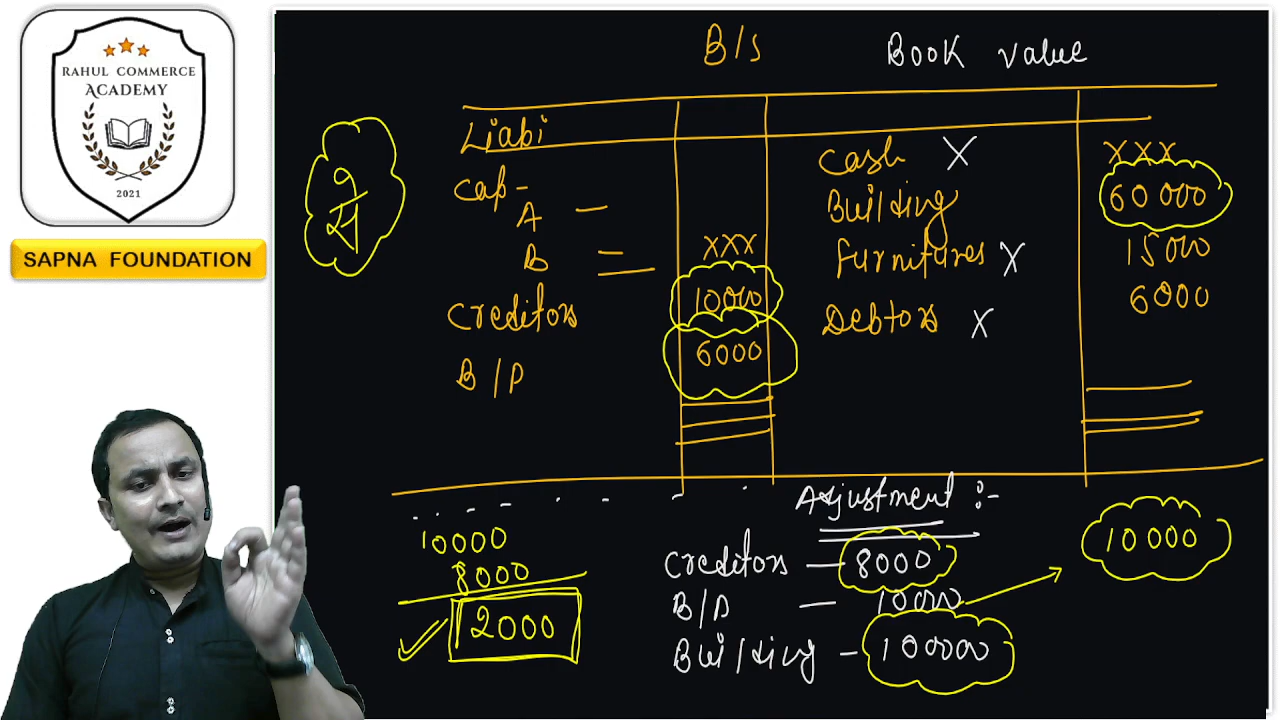 RAHUL COMMERCE
ACADEMY
2021
SAPNA FOUNDATION
B/S Book value
Liabi
Cash X XXX
Cap-
A - Building 60000
B = XXX Furnitures X 15000
Creditors 10000 Debtors X 6000
B/P 6000
Adjustment :-
10000
8000
2000
Creditors - 8000 10000
B/P - 10000
Building - 100000